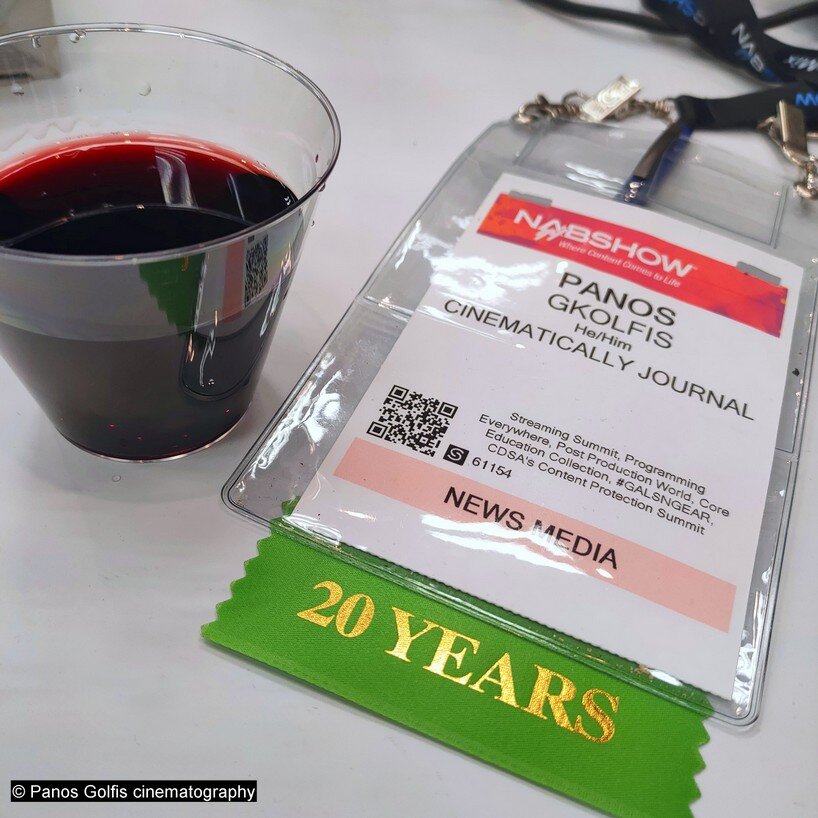 NABSHOW
Where Content Comes to Life
PANOS
GKOLFIS
He/Him
CINEMATICALLY JOURNAL
Streaming Summit, Programming
Everywhere, Post Production World, Core
Education Collection, #GALSNGEAR,
CDSA's Content Protection Summit
61154
NEWS MEDIA
20 YEARS
© Panos Golfis cinematography